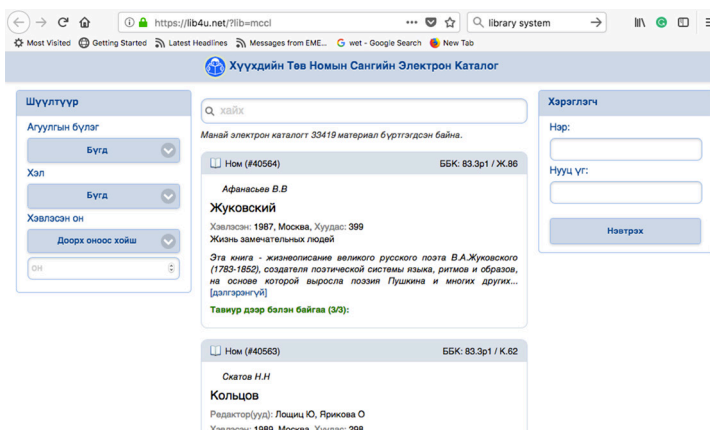 https://lib4u.net/?lib=mccl
library system
Most Visited
Getting Started
Latest Headlines
Messages from EME...
wet - Google Search
New Tab
Хүүхдийн Төв Номын Сангийн Электрон Каталог
Шүүлтүүр
Агуулгын бүлэг
Бүгд
Хэл
Бүгд
Хэвлэсэн он
Доорх оноос хойш
он
хайх
Манай электрон каталогт 33419 материал бүртгэгдсэн байна.
Ном (#40564)
ББК: 83.3р1 / Ж.86
Афанасьев В.В
Жуковский
Хэвлэсэн: 1987, Москва, Хуудас: 399
Жизнь замечательных людей
Эта книга - жизнеописание великого русского поэта В.А.Жуковского
(1783-1852), создателя поэтической системы языка, ритмов и образов,
на основе которой выросла поэзия Пушкина и многих других...
[дэлгэрэнгүй]
Тавиур дээр бэлэн байгаа (3/3):
Ном (#40563)
ББК: 83.3р1 / К.62
Скатов Н.Н
Кольцов
Редактор(ууд): Лощиц Ю, Ярикова О
Хэвлэсэн: 1989, Москва, Хуудас: 298
Хэрэглэгч
Нэр:
Нууц үг:
Нэвтрэх